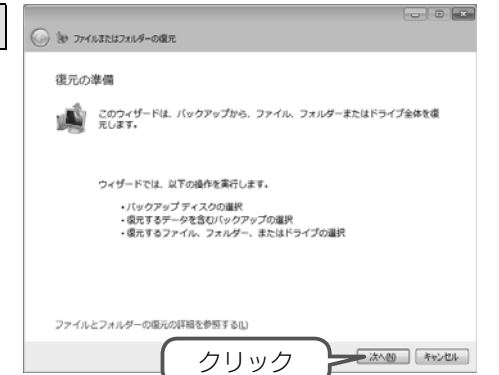 ファイルまたはフォルダーの復元
復元の準備
このウィザードは、バックアップから、ファイル、フォルダーまたはドライブ全体を復
元します。
ウィザードでは、以下の操作を実行します。
・バックアップ ディスクの選択
・復元するデータを含むバックアップの選択
・復元するファイル、フォルダー、またはドライブの選択
ファイルとフォルダーの復元の詳細を参照する(L)
クリック
次へ(N) キャンセル